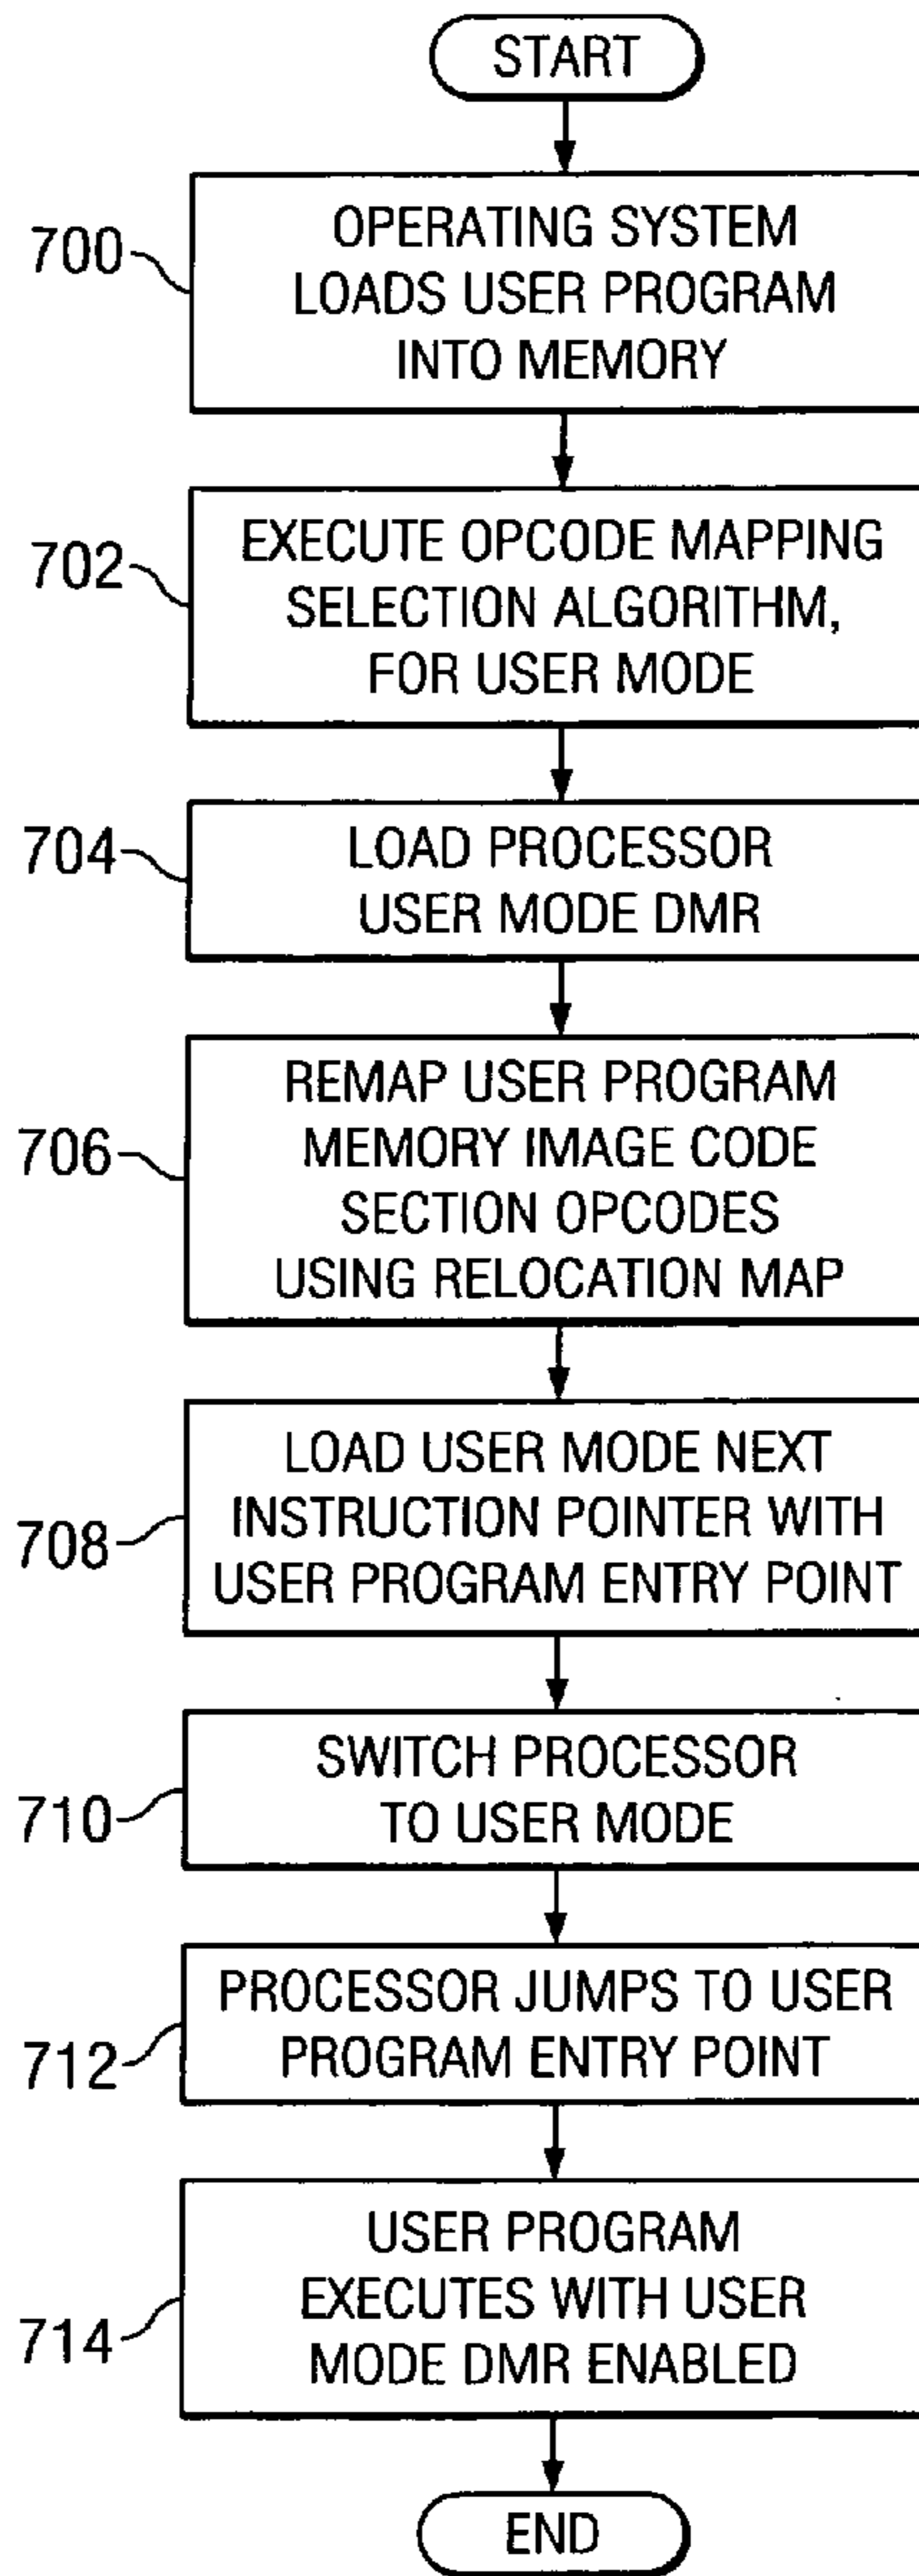 START
700
OPERATING SYSTEM
LOADS USER PROGRAM
INTO MEMORY
702
EXECUTE OPCODE MAPPING
SELECTION ALGORITHM,
FOR USER MODE
704
LOAD PROCESSOR
USER MODE DMR
706
REMAP USER PROGRAM
MEMORY IMAGE CODE
SECTION OPCODES
USING RELOCATION MAP
708
LOAD USER MODE NEXT
INSTRUCTION POINTER WITH
USER PROGRAM ENTRY POINT
710
SWITCH PROCESSOR
TO USER MODE
712
PROCESSOR JUMPS TO USER
PROGRAM ENTRY POINT
714
USER PROGRAM
EXECUTES WITH USER
MODE DMR ENABLED
END